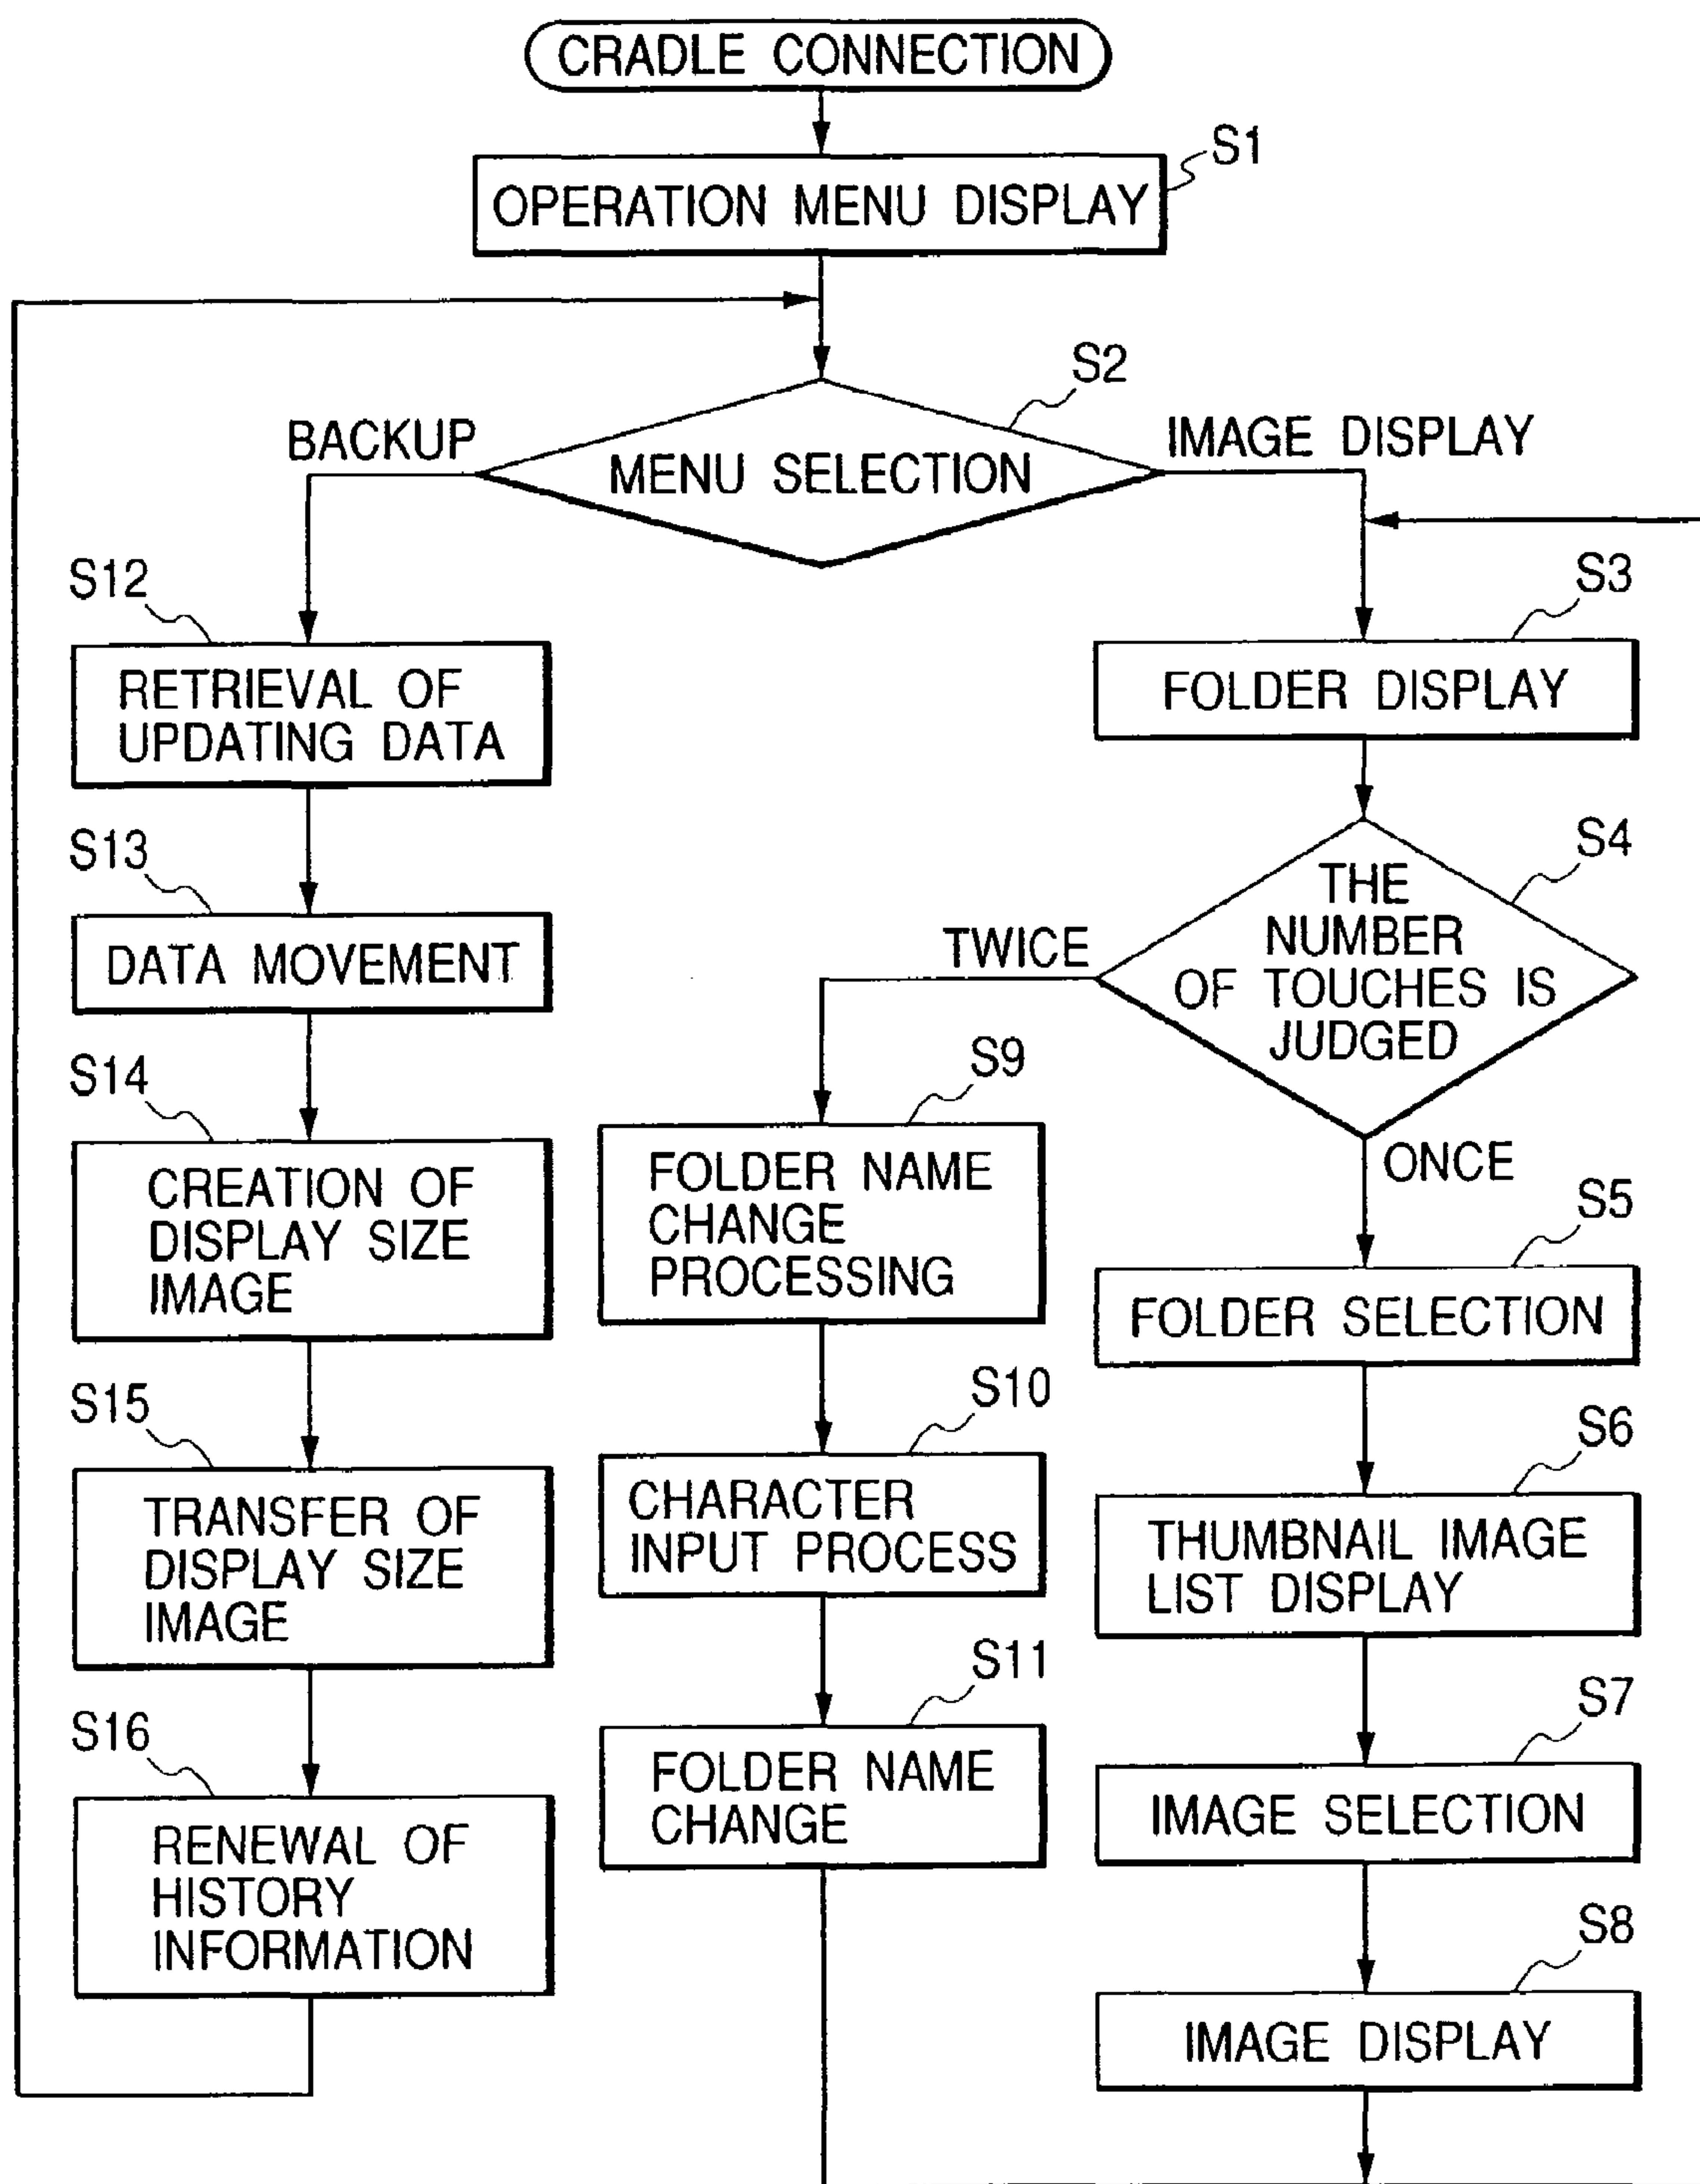 CRADLE CONNECTION
S1
OPERATION MENU DISPLAY
S2
BACKUP
IMAGE DISPLAY
MENU SELECTION
S12
RETRIEVAL OF
UPDATING DATA
S3
FOLDER DISPLAY
S13
DATA MOVEMENT
S4
THE
NUMBER
OF TOUCHES IS
JUDGED
TWICE
ONCE
S14
CREATION OF
DISPLAY SIZE
IMAGE
S9
FOLDER NAME
CHANGE
PROCESSING
S5
FOLDER SELECTION
S15
TRANSFER OF
DISPLAY SIZE
IMAGE
S10
CHARACTER
INPUT PROCESS
S6
THUMBNAIL IMAGE
LIST DISPLAY
S16
RENEWAL OF
HISTORY
INFORMATION
S11
FOLDER NAME
CHANGE
S7
IMAGE SELECTION
S8
IMAGE DISPLAY